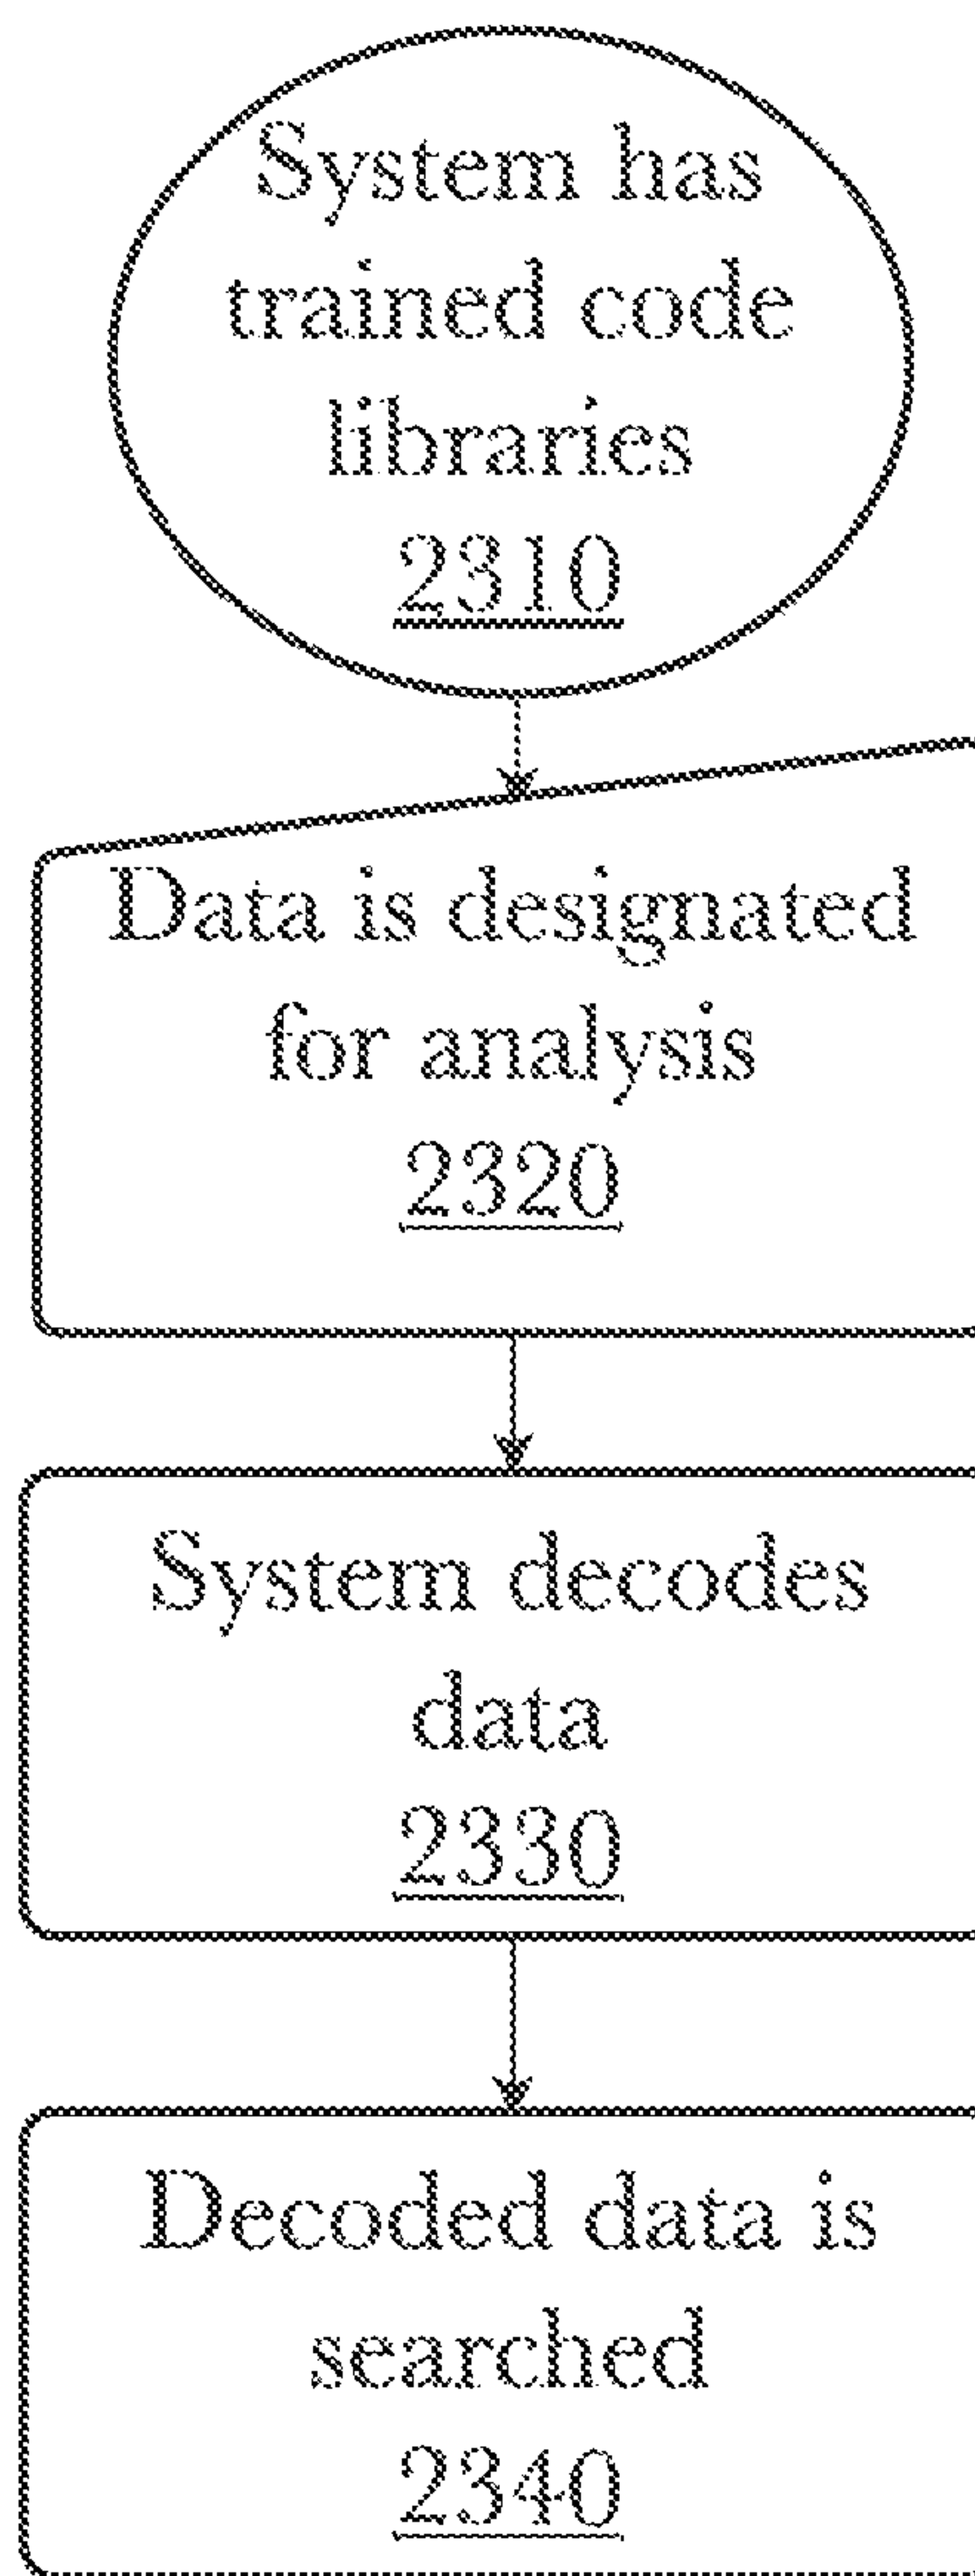 System has
trained code
libraries
2310
Data is designated
for analysis
2320
System decodes
data
2330
Decoded data is
searched
2340